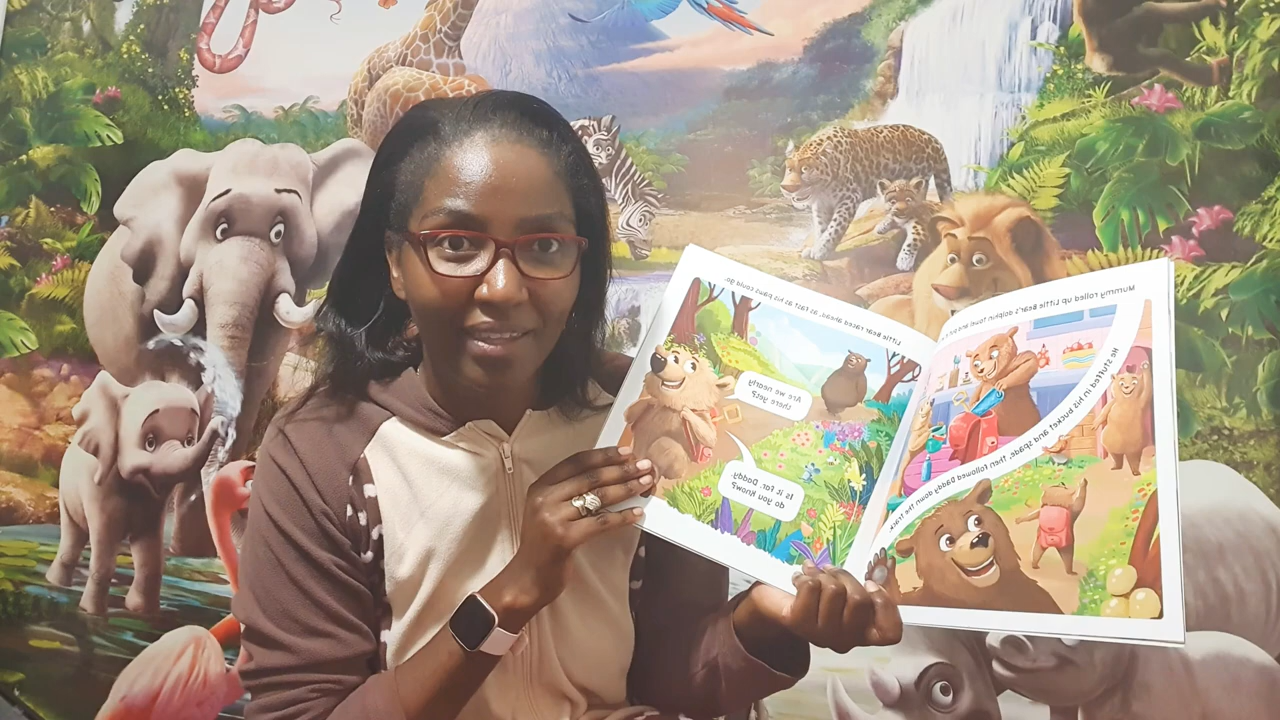 Mummy rolled up Little Bear's dolphin towel and
He stuffed in his bucket and spade, then followed Daddy down the track.
Little Bear raced ahead, as fast as his paws could go.
Are we nearly
there yet?
Is it far, Daddy,
do you know?